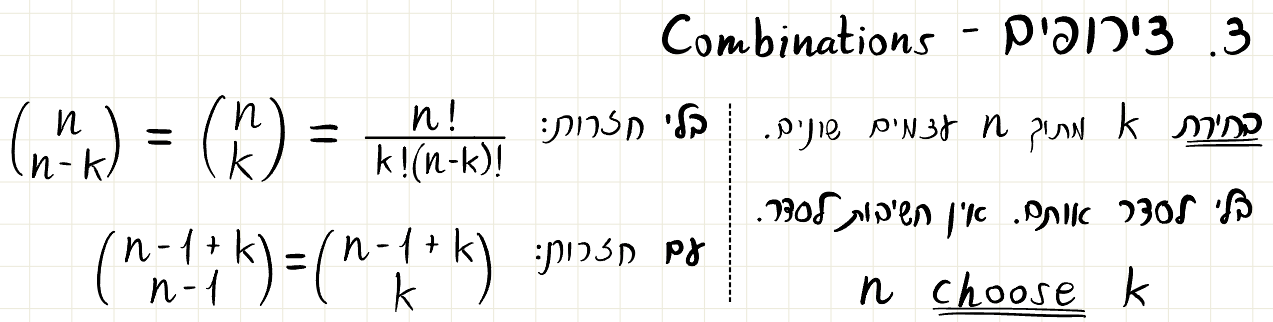 3. צירופים - Combinations
בחירת k מתוך n עצמים שונים.
בלי לסדר אותם. אין חשיבות לסדר.
n choose k
בלי חזרות: \binom{n}{n-k} = \binom{n}{k} = \frac{n!}{k!(n-k)!}
עם חזרות: \binom{n-1+k}{n-1} = \binom{n-1+k}{k}